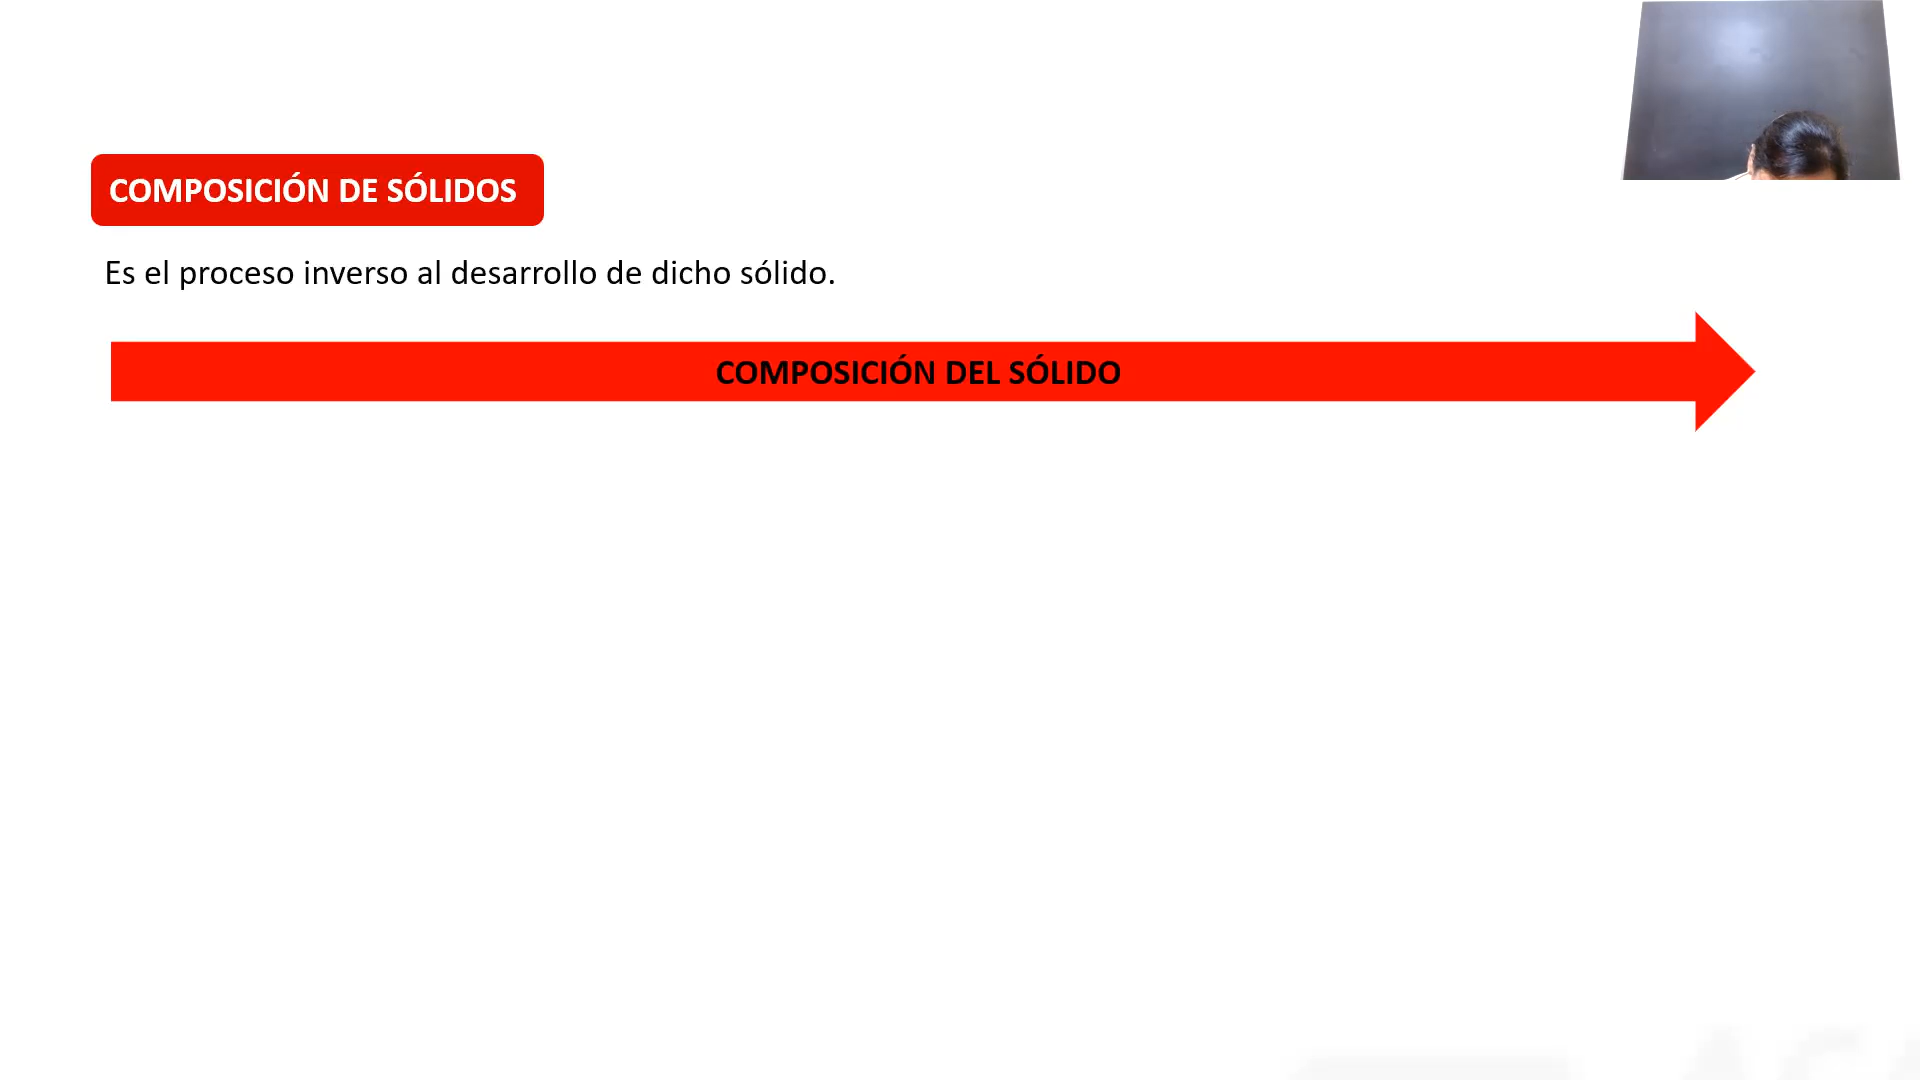 COMPOSICIÓN DE SÓLIDOS
Es el proceso inverso al desarrollo de dicho sólido.
COMPOSICIÓN DEL SÓLIDO